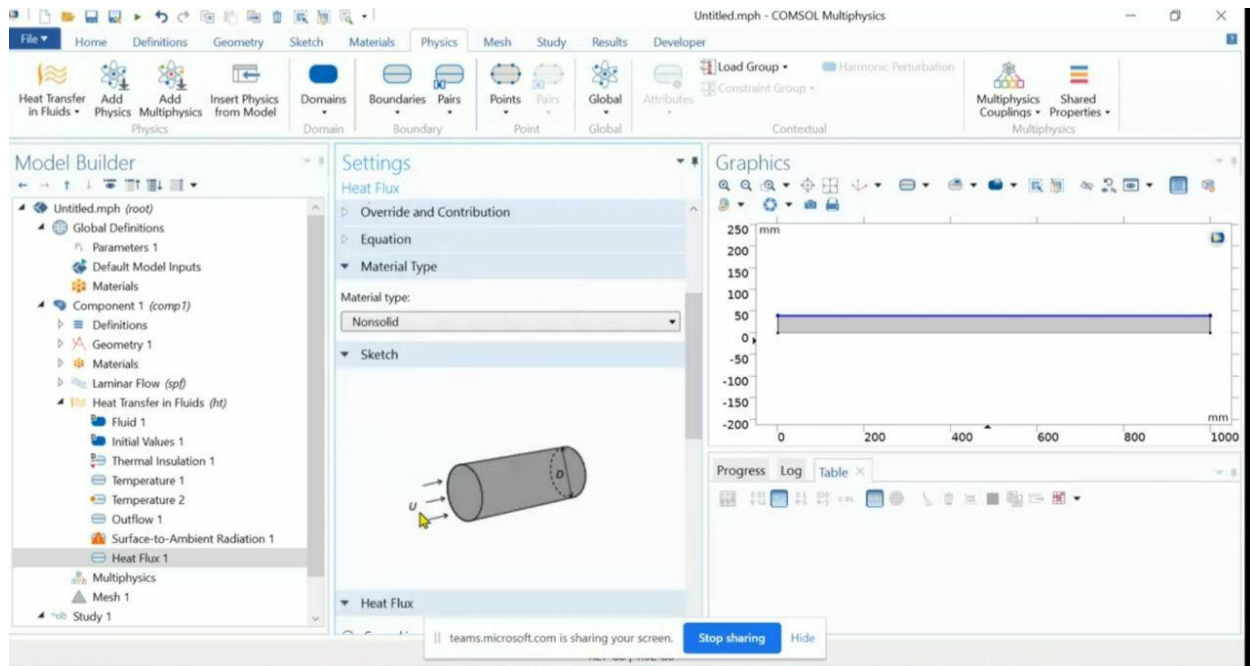 Untitled.mph - COMSOL Multiphysics
File Home Definitions Geometry Sketch Materials Physics Mesh Study Results Developer
Heat Transfer in Fluids
Add Physics
Add Multiphysics
Insert Physics from Model
Physics
Domains
Domain
Boundaries
Pairs
Boundary
Points
Pairs
Point
Global
Global
Attributes
Load Group
Constraint Group
Harmonic Perturbation
Contextual
Multiphysics Couplings
Shared Properties
Multiphysics
Model Builder
Untitled.mph (root)
Global Definitions
Parameters 1
Default Model Inputs
Materials
Component 1 (comp1)
Definitions
Geometry 1
Materials
Laminar Flow (spf)
Heat Transfer in Fluids (ht)
Fluid 1
Initial Values 1
Thermal Insulation 1
Temperature 1
Temperature 2
Outflow 1
Surface-to-Ambient Radiation 1
Heat Flux 1
Multiphysics
Mesh 1
Study 1
Settings
Heat Flux
Override and Contribution
Equation
Material Type
Material type:
Nonsolid
Sketch
U
D
Heat Flux
Graphics
250 mm
200
150
100
50
0
-50
-100
-150
-200 mm
0 200 400 600 800 1000
Progress Log Table
teams.microsoft.com is sharing your screen. Stop sharing Hide